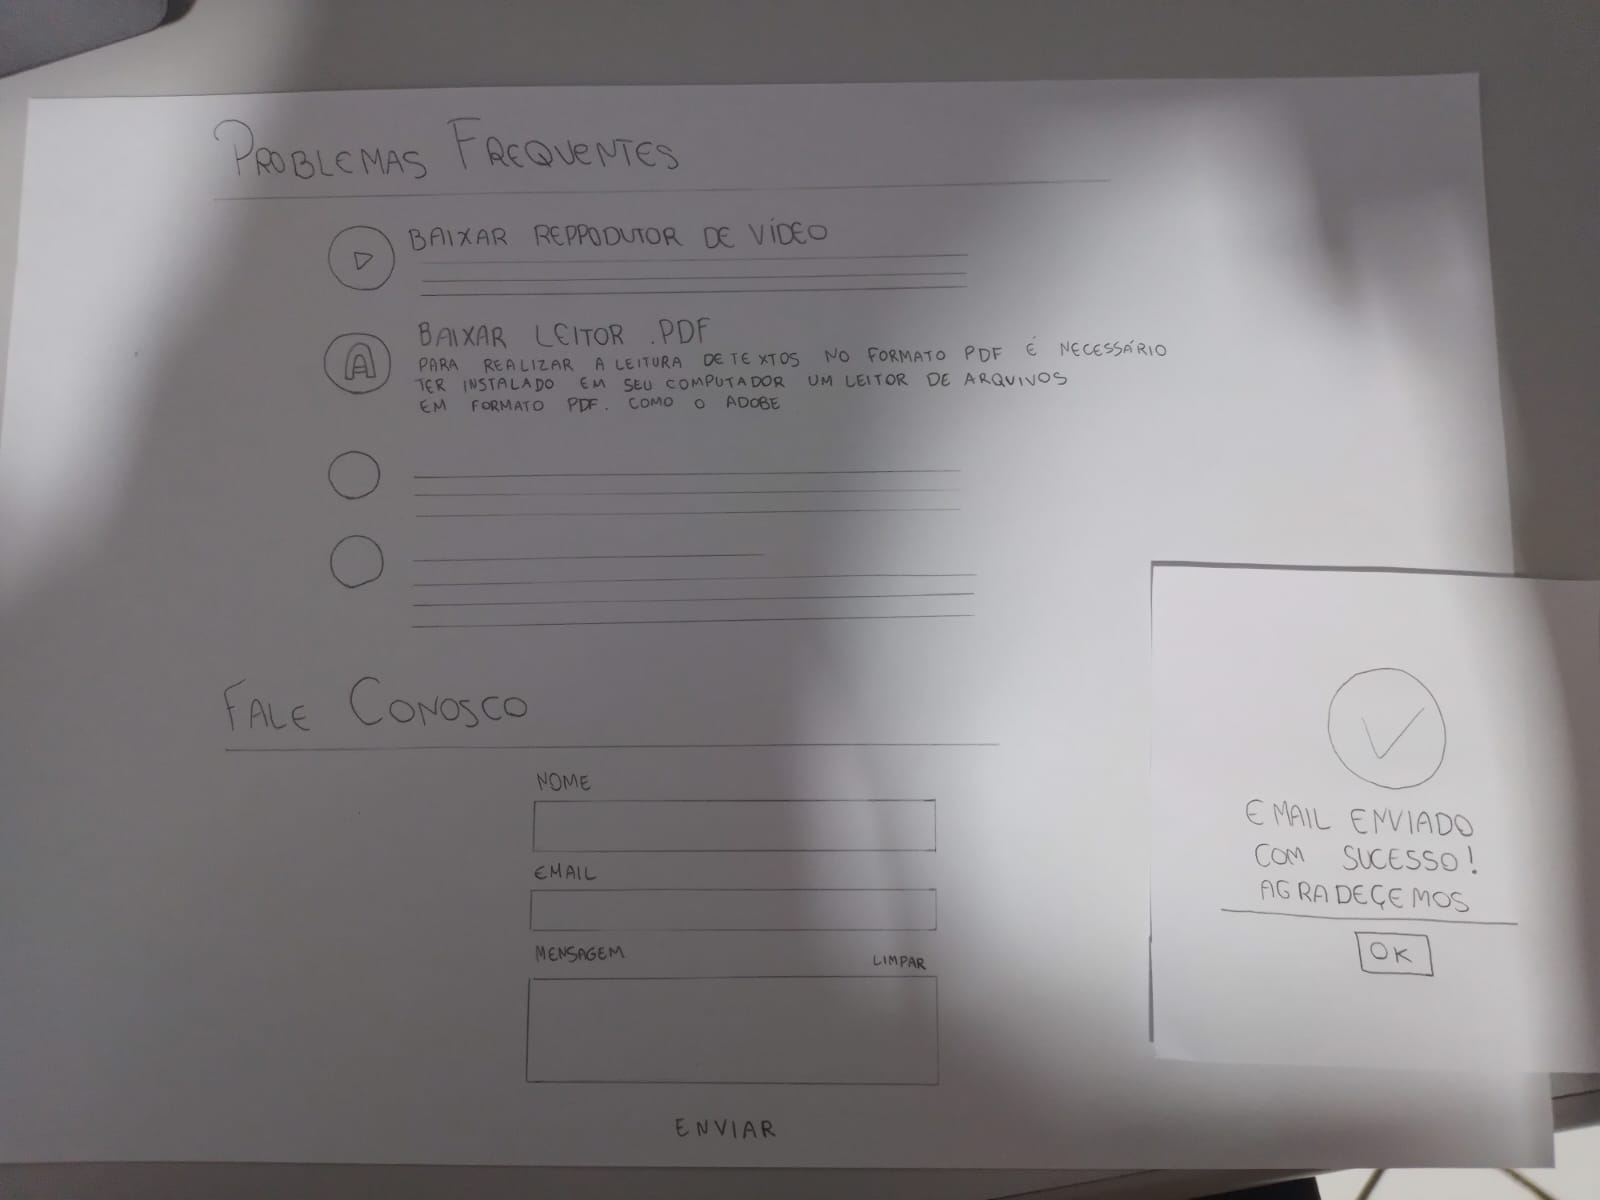 PROBLEMAS FREQUENTES
BAIXAR REPPODUTOR DE VÍDEO
A
BAIXAR LEITOR .PDF
PARA REALIZAR A LEITURA DE TEXTOS NO FORMATO PDF É NECESSÁRIO
TER INSTALADO EM SEU COMPUTADOR UM LEITOR DE ARQUIVOS
EM FORMATO PDF. COMO O ADOBE
FALE CONOSCO
NOME
EMAIL
MENSAGEM LIMPAR
ENVIAR
EMAIL ENVIADO
COM SUCESSO!
AGRADEÇEMOS
OK